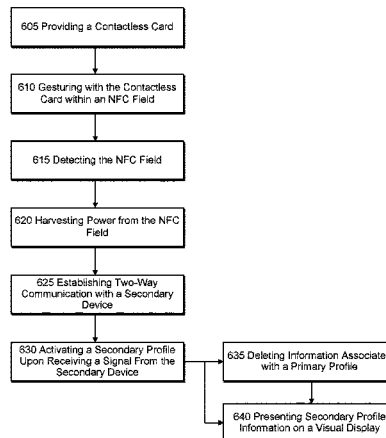 605 Providing a Contactless Card
610 Gesturing with the Contactless
Card within an NFC Field
615 Detecting the NFC Field
620 Harvesting Power from the NFC
Field
625 Establishing Two-Way
Communication with a Secondary
Device
630 Activating a Secondary Profile
Upon Receiving a Signal From the
Secondary Device
635 Deleting Information Associate
with a Primary Profile
640 Presenting Secondary Profile
Information on a Visual Display